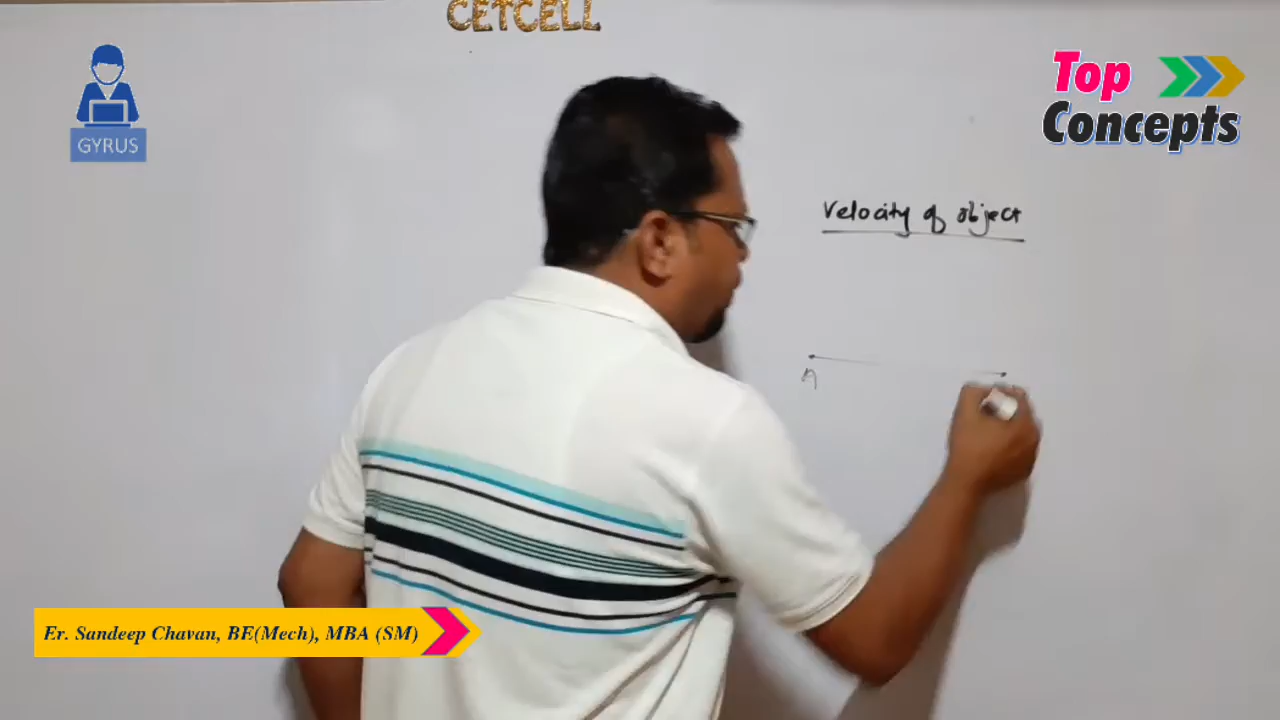 CETCELL
GYRUS
Top
Concepts
Velocity of object
A
Er. Sandeep Chavan, BE(Mech), MBA (SM)